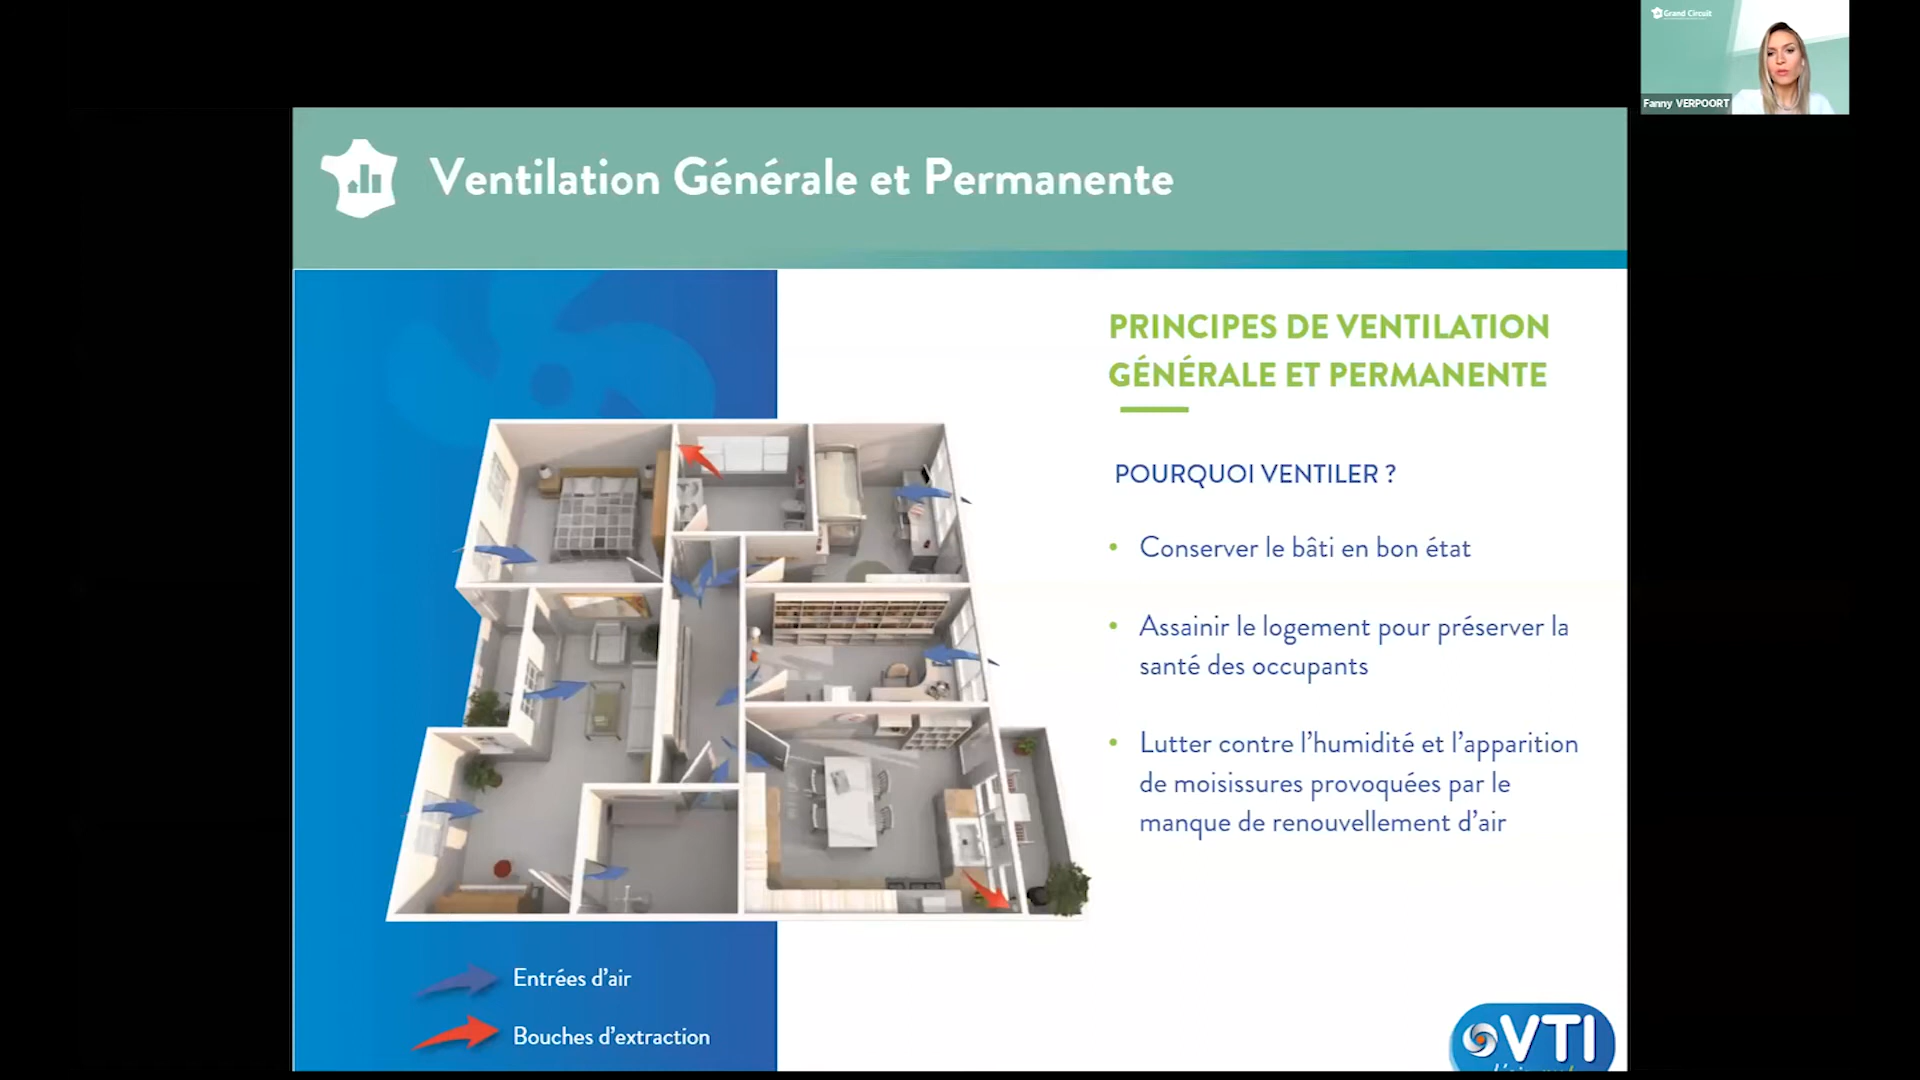 Grand Circuit
Fanny VERPOORT
Ventilation Générale et Permanente
PRINCIPES DE VENTILATION
GÉNÉRALE ET PERMANENTE
POURQUOI VENTILER ?
• Conserver le bâti en bon état
• Assainir le logement pour préserver la
santé des occupants
• Lutter contre l'humidité et l'apparition
de moisissures provoquées par le
manque de renouvellement d'air
Entrées d'air
Bouches d'extraction
VTI